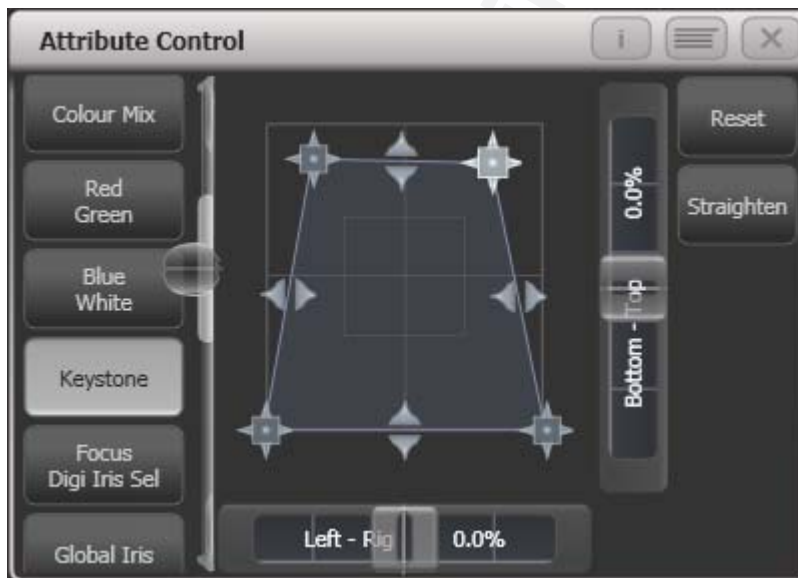 Attribute Control
i
Colour Mix
Red
Green
Blue
White
Keystone
Focus
Digi Iris Sel
Global Iris
Reset
Straighten
0.0%
Bottom - Top
Left - Rig
0.0%